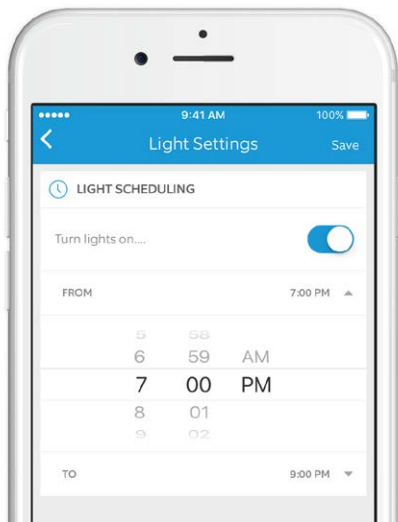 9:41 AM 100%
Light Settings Save
LIGHT SCHEDULING
Turn lights on....
FROM 7:00 PM
5 58
6 59 AM
7 00 PM
8 01
9 02
TO 9:00 PM